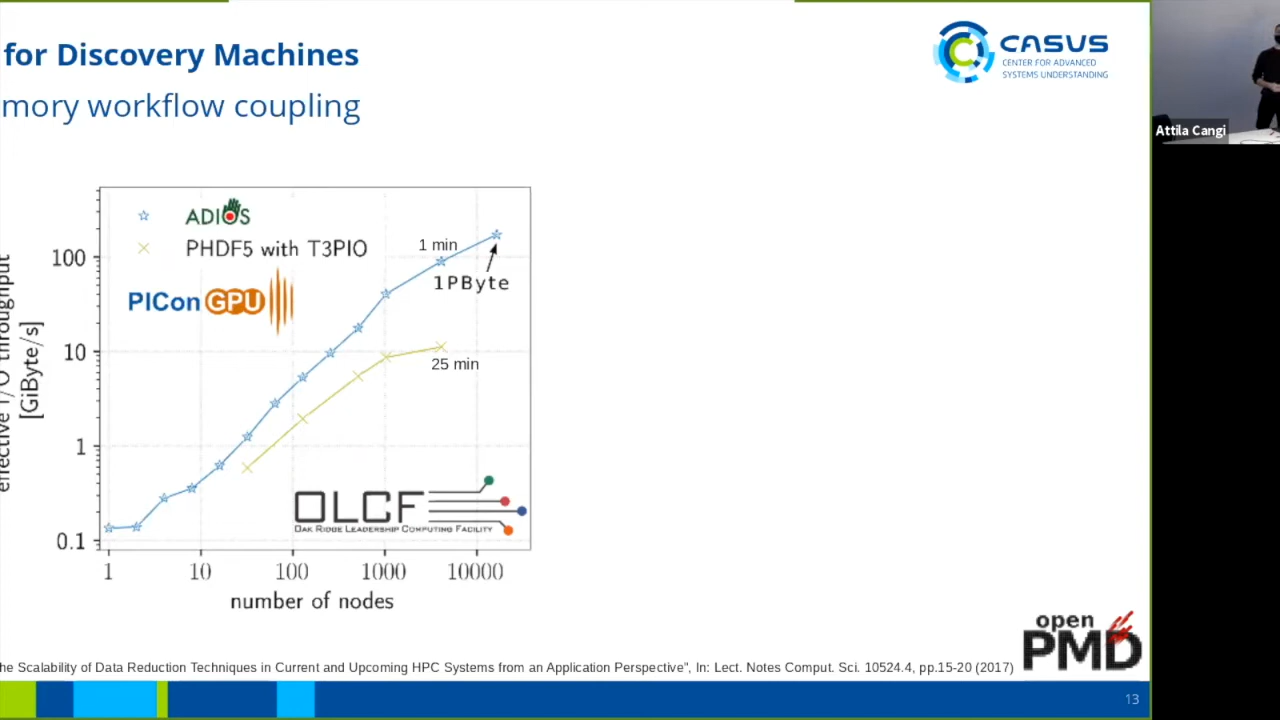 for Discovery Machines
mory workflow coupling
CASUS
CENTER FOR ADVANCED
SYSTEMS UNDERSTANDING
Attila Cangi
ADIOS
PHDF5 with T3PIO
PIConGPU
1 min
1PByte
25 min
effective I/O throughput
[GiByte/s]
100
10
1
0.1
OLCF
OAK RIDGE LEADERSHIP COMPUTING FACILITY
1 10 100 1000 10000
number of nodes
open
PMD
he Scalability of Data Reduction Techniques in Current and Upcoming HPC Systems from an Application Perspective", In: Lect. Notes Comput. Sci. 10524.4, pp.15-20 (2017)
13